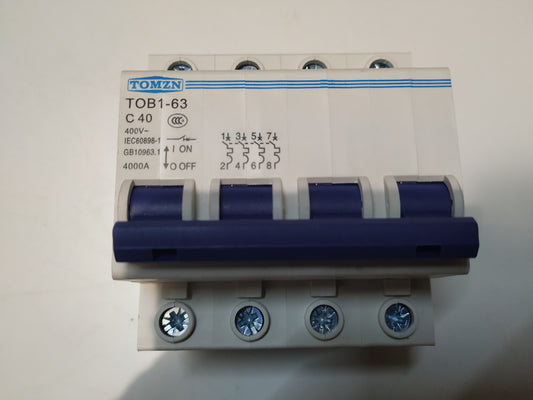 TOMZN
TOB1-63
C 40
CCC
400V~
IEC60898-1
GB10963.1
I ON
4000A
O OFF
1 3 5 7
2 4 6 8